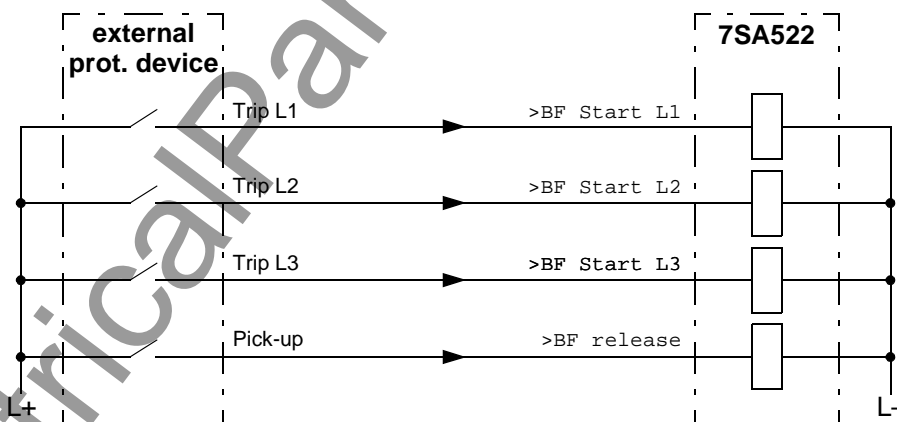 external
prot. device
7SA522
Trip L1
>BF Start L1
Trip L2
>BF Start L2
Trip L3
>BF Start L3
Pick-up
>BF release
L+
L-